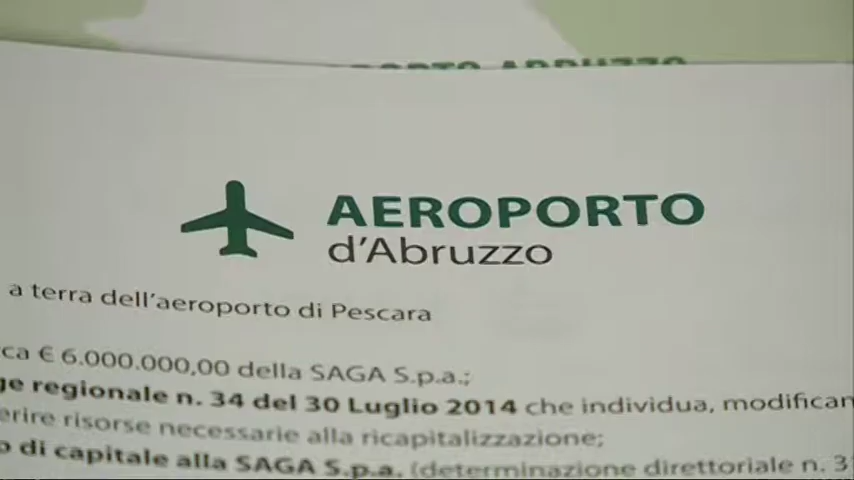 AEROPORTO
d'Abruzzo
a terra dell'aeroporto di Pescara
ca € 6.000.000,00 della SAGA S.p.a.;
ge regionale n. 34 del 30 Luglio 2014 che individua, modifican
erire risorse necessarie alla ricapitalizzazione;
o di capitale alla SAGA S.p.a. (determinazione direttoriale n. 3